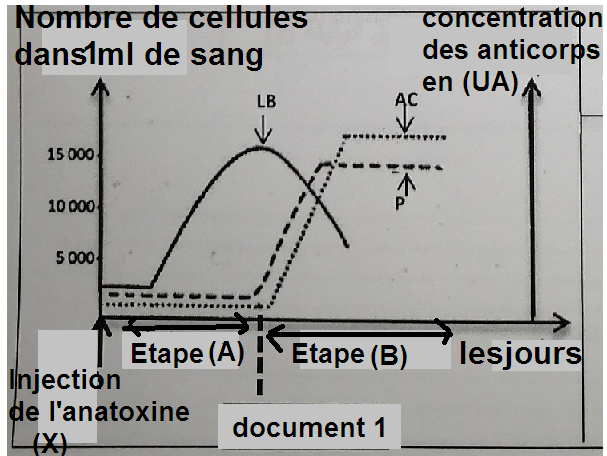 Nombre de cellules
dans1ml de sang
concentration
des anticorps
en (UA)
LB
AC
15 000
10 000
P
5 000
Etape (A)
Etape (B)
lesjours
Injection
de l'anatoxine
(X)
document 1